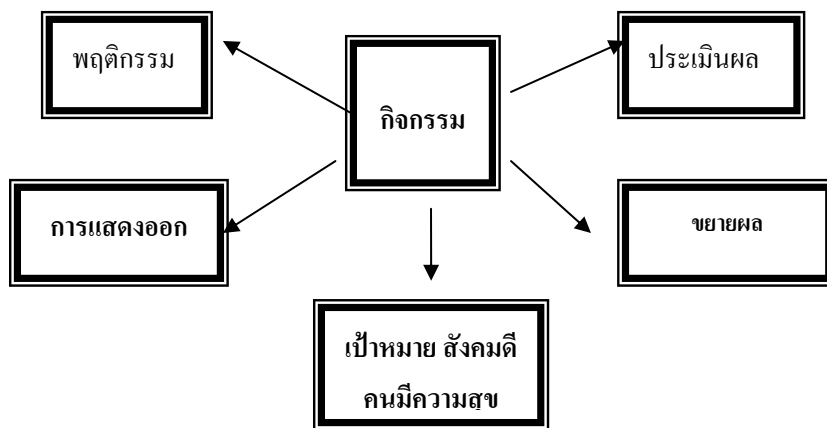 พฤติกรรม
กิจกรรม
ประเมินผล
การแสดงออก
ขยายผล
เป้าหมาย สังคมดี
คนมีความสุข